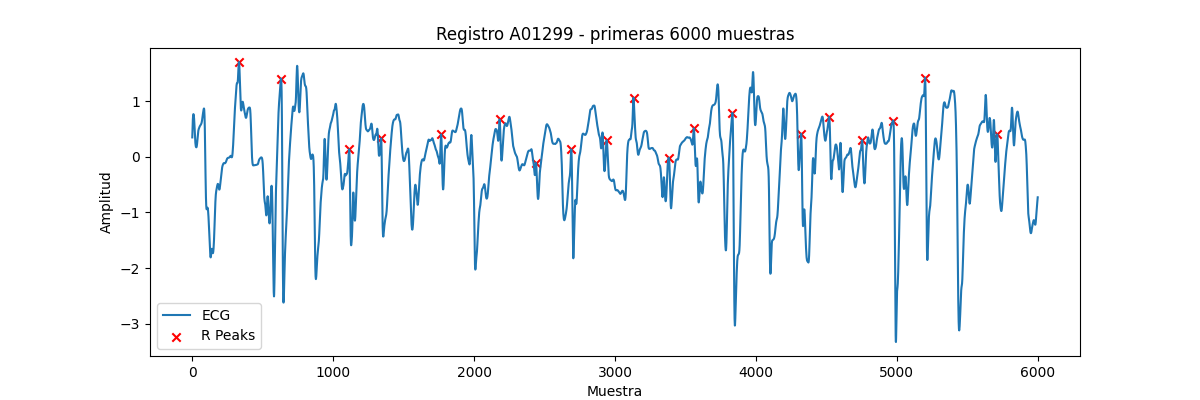 Registro A01299 - primeras 6000 muestras
Amplitud
1
0
−1
−2
−3
ECG
R Peaks
0 1000 2000 3000 4000 5000 6000
Muestra